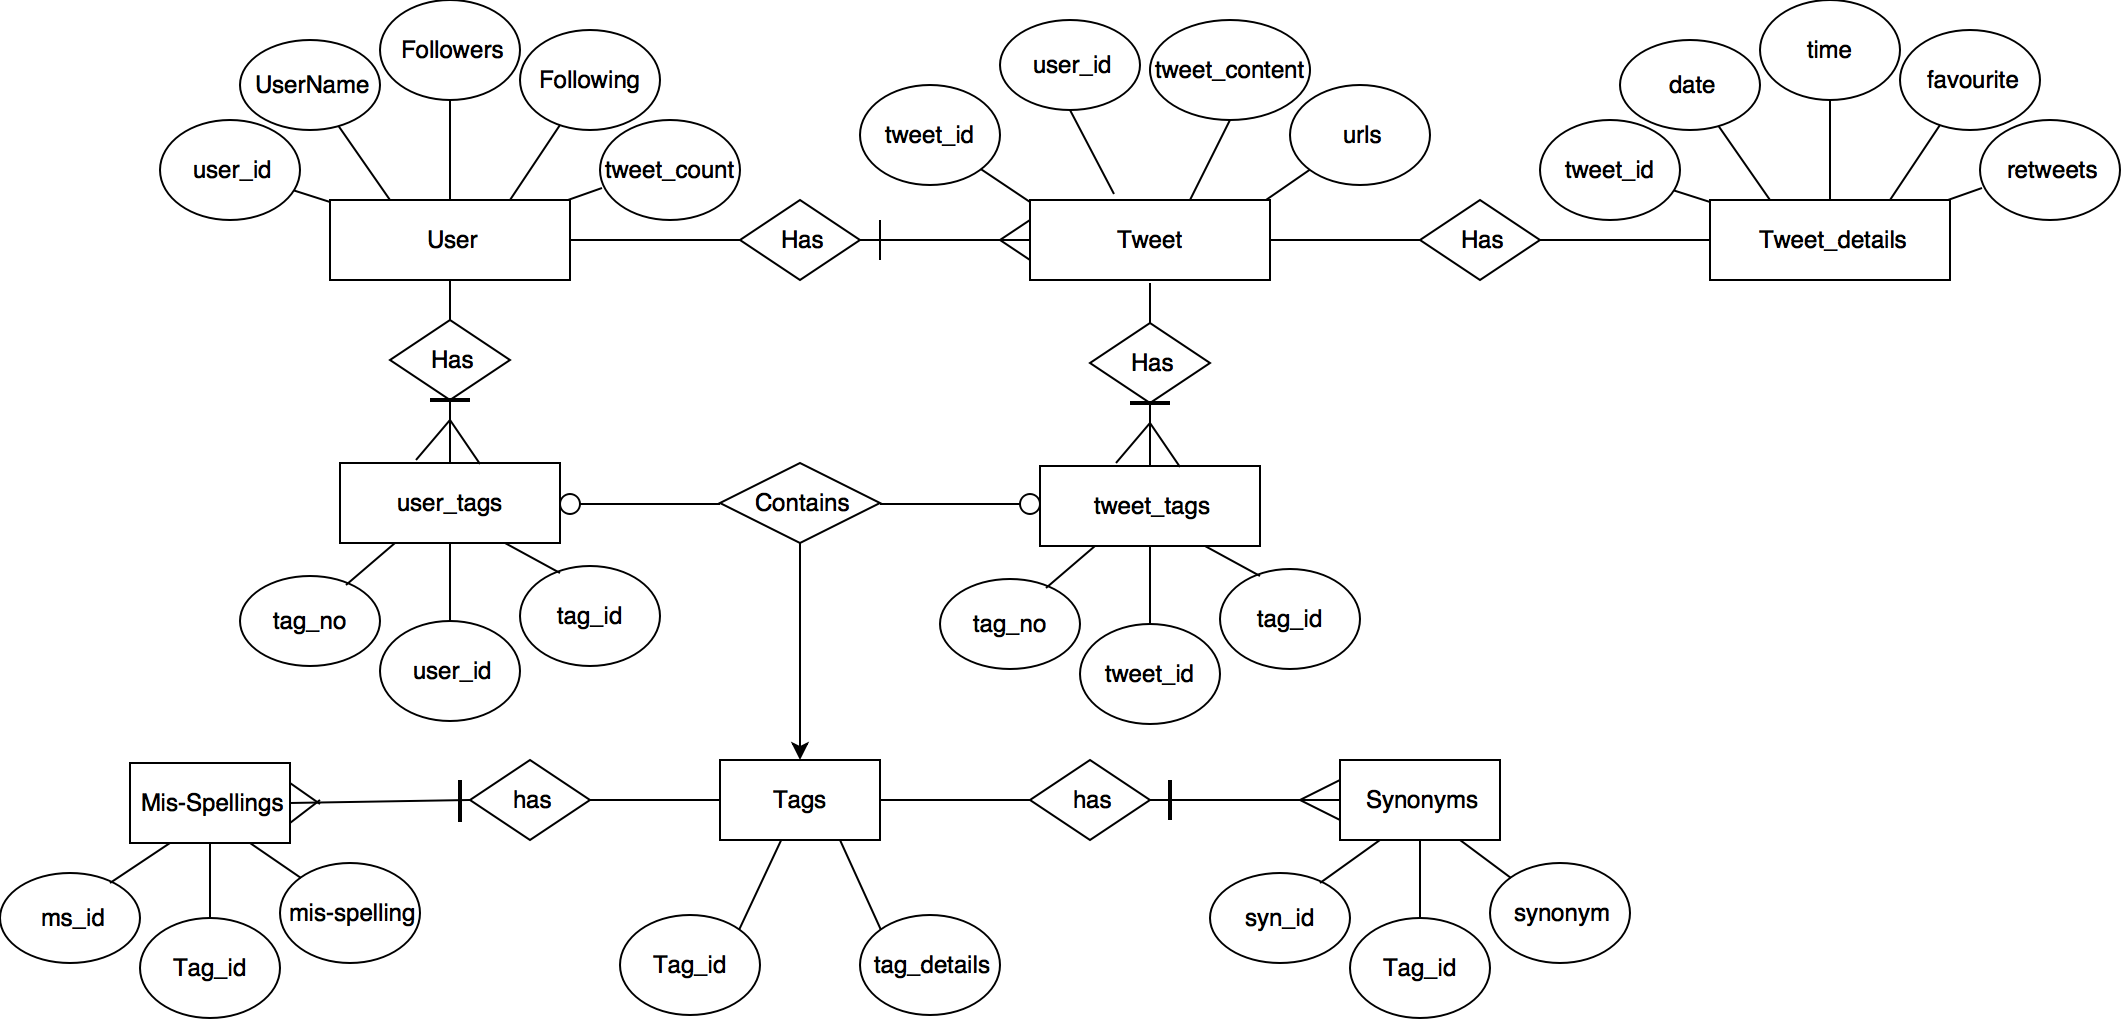 Followers
time
UserName
Following
user_id
tweet_content
date
favourite
user_id
tweet_count
tweet_id
urls
tweet_id
retweets
User
Has
Tweet
Has
Tweet_details
Has
Has
user_tags
Contains
tweet_tags
tag_no
user_id
tag_id
tag_no
tweet_id
tag_id
Mis-Spellings
has
Tags
has
Synonyms
ms_id
Tag_id
mis-spelling
Tag_id
tag_details
syn_id
Tag_id
synonym